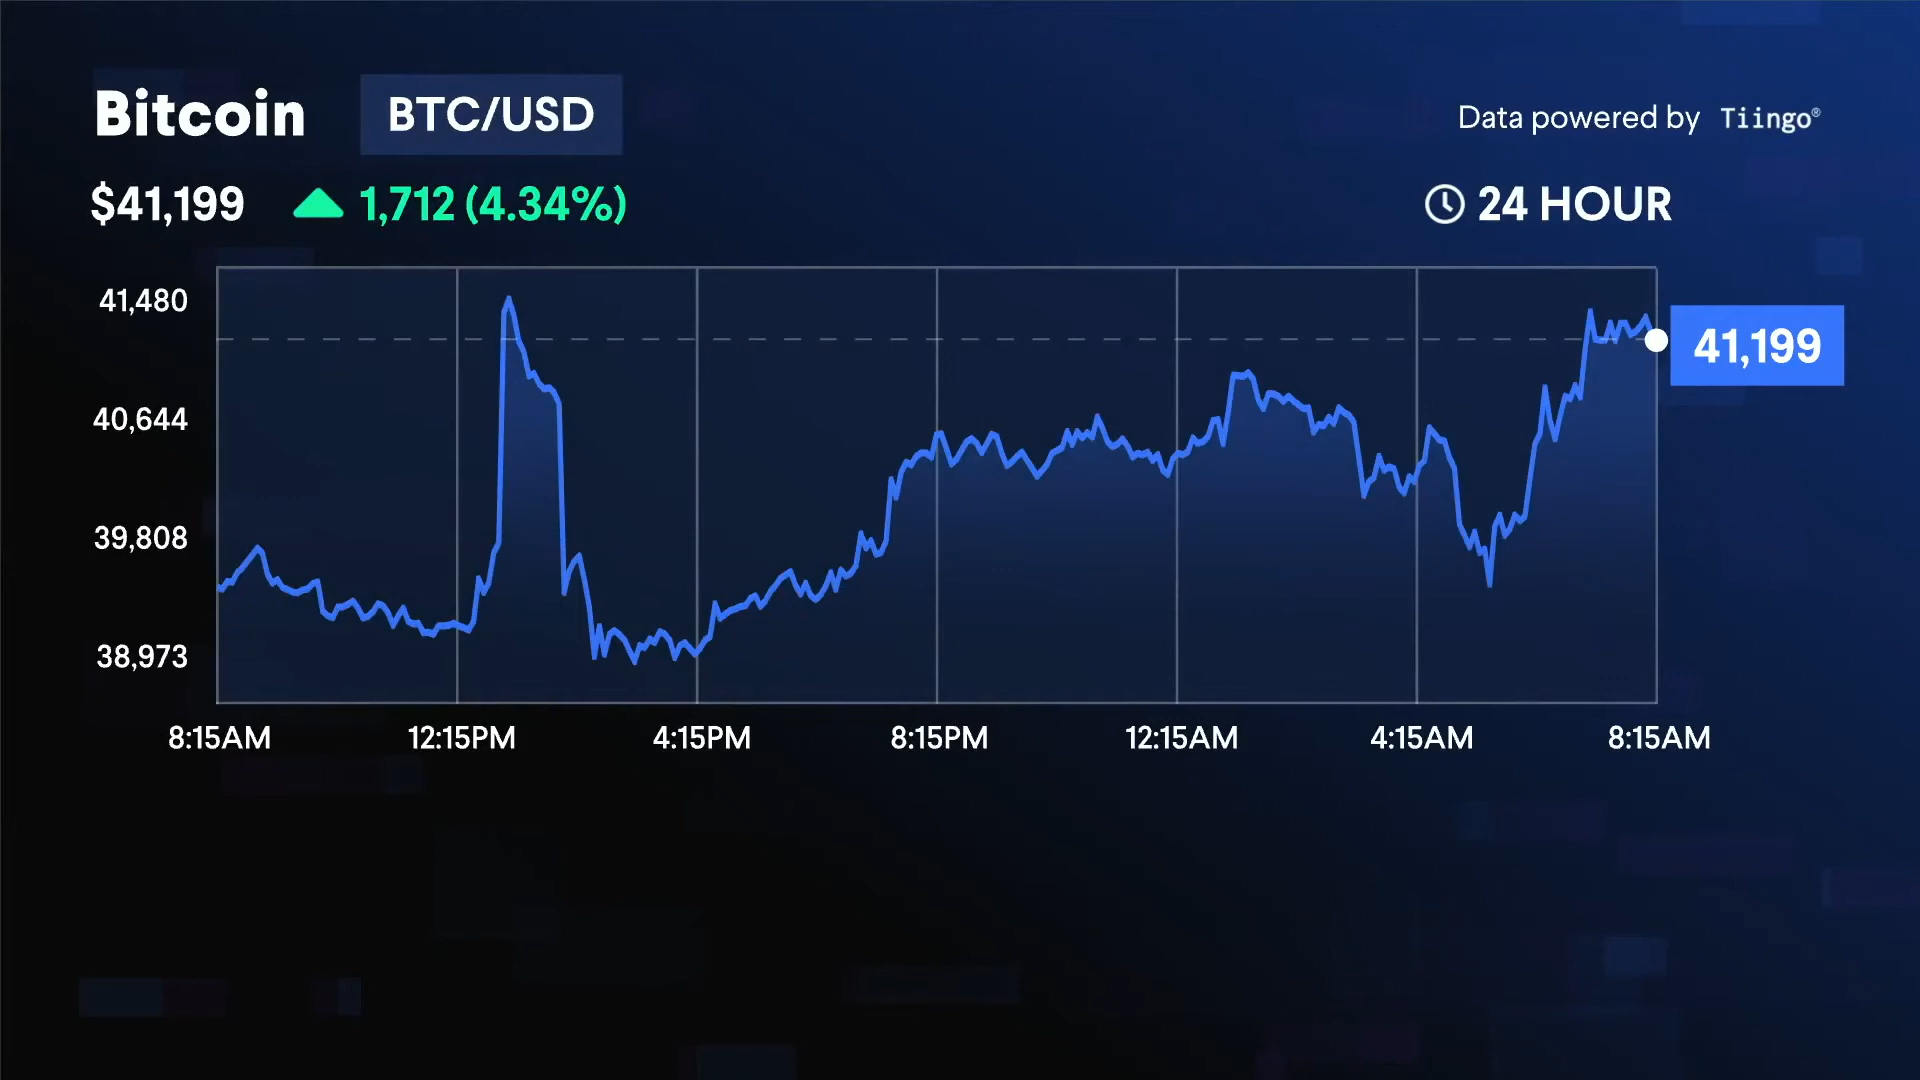 Bitcoin BTC/USD
Data powered by Tiingo®
$41,199 1,712 (4.34%)
24 HOUR
41,480
41,199
40,644
39,808
38,973
8:15AM 12:15PM 4:15PM 8:15PM 12:15AM 4:15AM 8:15AM